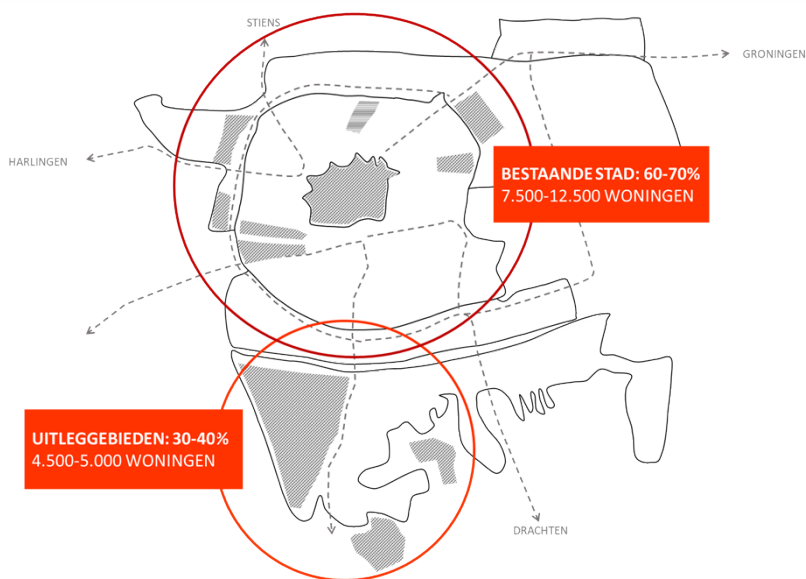 STIENS
GRONINGEN
HARLINGEN
BESTAANDE STAD: 60-70%
7.500-12.500 WONINGEN
UITLEGGEBIEDEN: 30-40%
4.500-5.000 WONINGEN
DRACHTEN